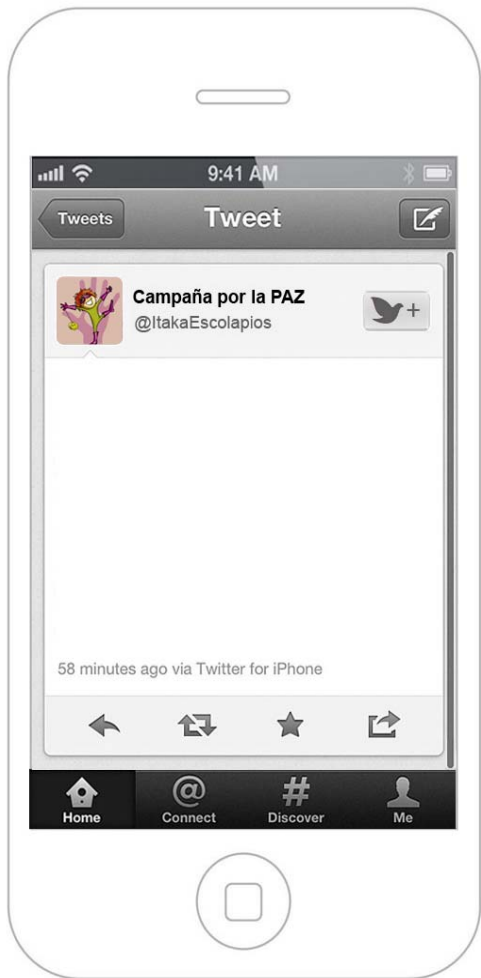 9:41 AM
Tweets
Tweet
Campaña por la PAZ
@ItakaEscolapios
+
58 minutes ago via Twitter for iPhone
@
#
Home
Connect
Discover
Me